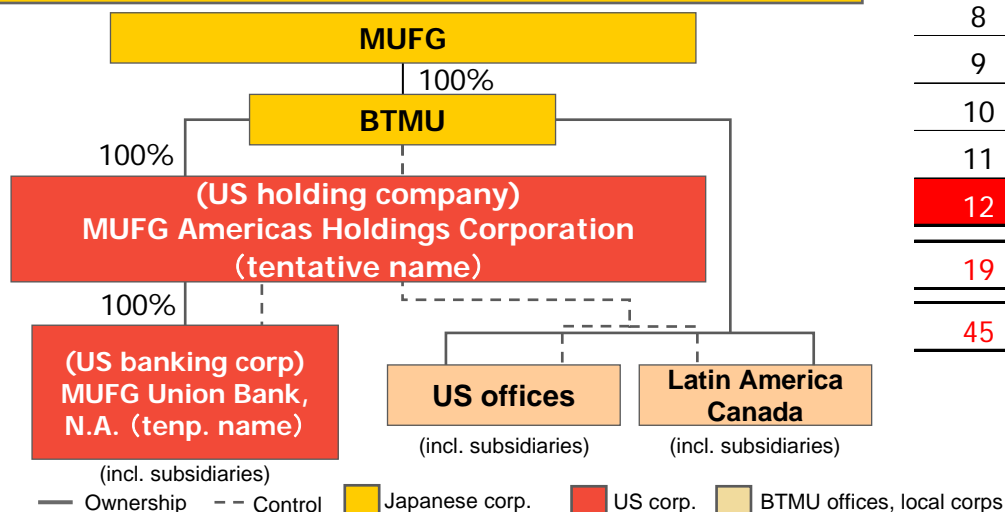 MUFG
100%
BTMU
100%
(US holding company)
MUFG Americas Holdings Corporation
（tentative name）
100%
(US banking corp)
MUFG Union Bank,
N.A.（tenp. name）
(incl. subsidiaries)
US offices
(incl. subsidiaries)
Latin America
Canada
(incl. subsidiaries)
Ownership
Control
Japanese corp.
US corp.
BTMU offices, local corps
8
9
10
11
12
19
45